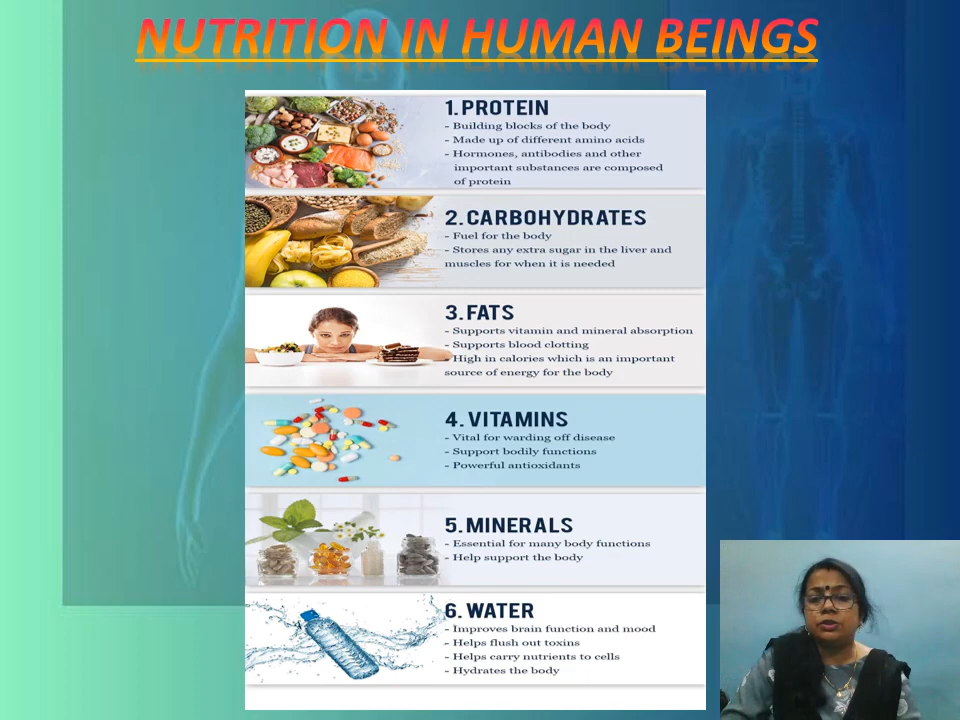 NUTRITION IN HUMAN BEINGS
1. PROTEIN
- Building blocks of the body
- Made up of different amino acids
- Hormones, antibodies and other
important substances are composed
of protein
2. CARBOHYDRATES
- Fuel for the body
- Stores any extra sugar in the liver and
muscles for when it is needed
3. FATS
- Supports vitamin and mineral absorption
- Supports blood clotting
- High in calories which is an important
source of energy for the body
4. VITAMINS
- Vital for warding off disease
- Support bodily functions
- Powerful antioxidants
5. MINERALS
- Essential for many body functions
- Help support the body
6. WATER
- Improves brain function and mood
- Helps flush out toxins
- Helps carry nutrients to cells
- Hydrates the body